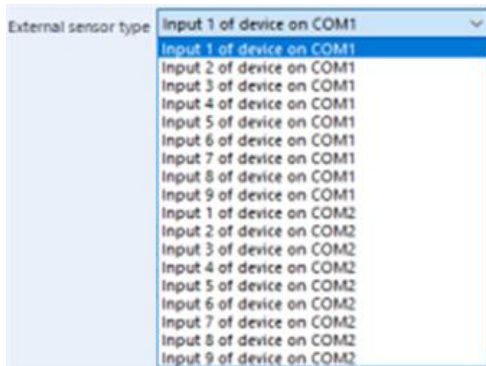 External sensor type Input 1 of device on COM1
Input 1 of device on COM1
Input 2 of device on COM1
Input 3 of device on COM1
Input 4 of device on COM1
Input 5 of device on COM1
Input 6 of device on COM1
Input 7 of device on COM1
Input 8 of device on COM1
Input 9 of device on COM1
Input 1 of device on COM2
Input 2 of device on COM2
Input 3 of device on COM2
Input 4 of device on COM2
Input 5 of device on COM2
Input 6 of device on COM2
Input 7 of device on COM2
Input 8 of device on COM2
Input 9 of device on COM2